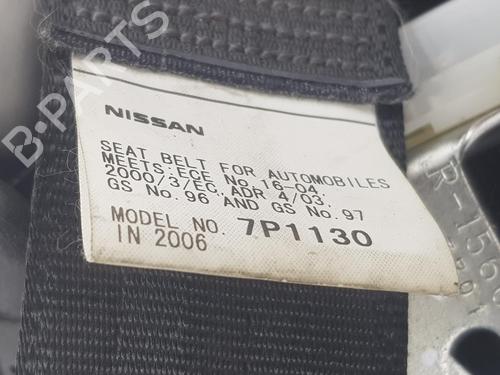 NISSAN
SEAT BELT FOR AUTOMOBILES
MEETS:ECE No.16-04,
2000/3/EC,ADR 4/03,
GS No.96 AND GS No.97
MODEL NO. 7P1130
IN 2006
R-156
B-PARTS